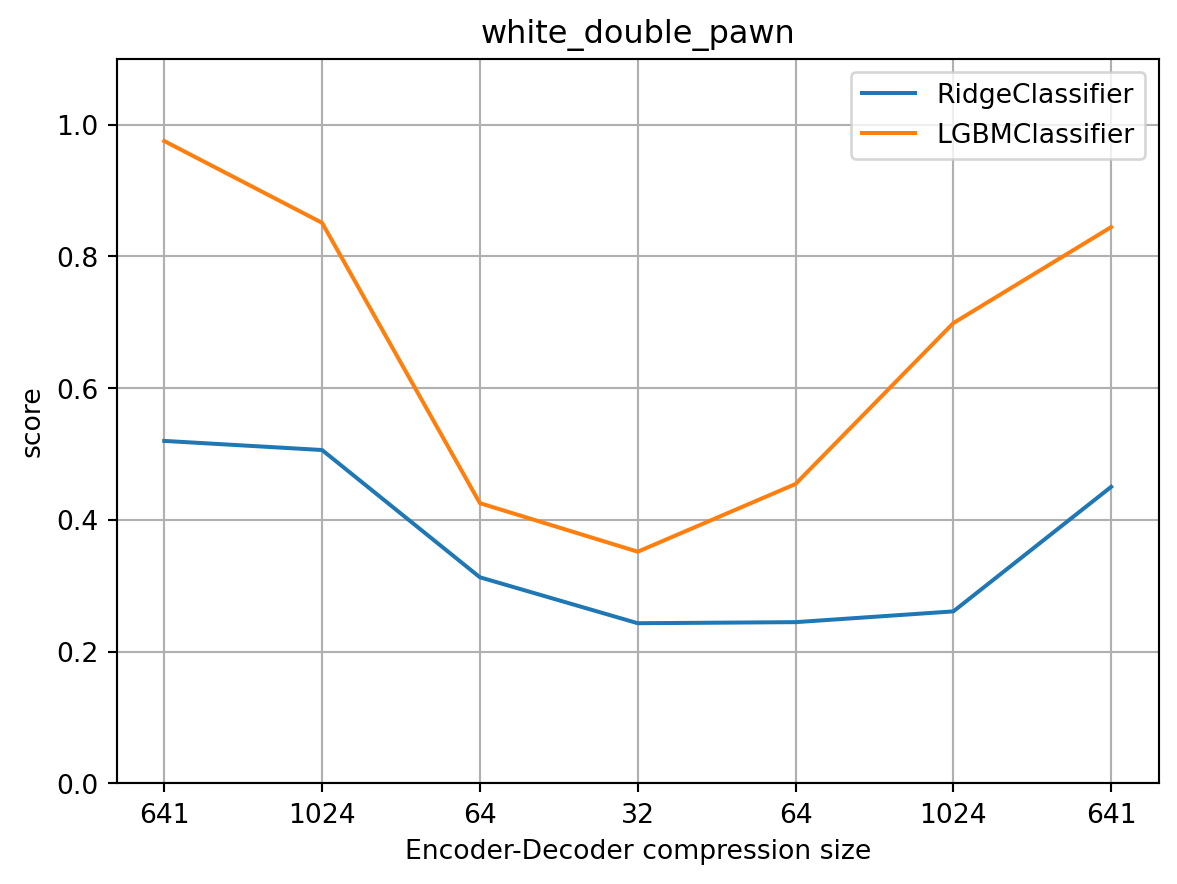 white_double_pawn
RidgeClassifier
LGBMClassifier
1.0
0.8
0.6
0.4
0.2
0.0
score
641 1024 64 32 64 1024 641
Encoder-Decoder compression size